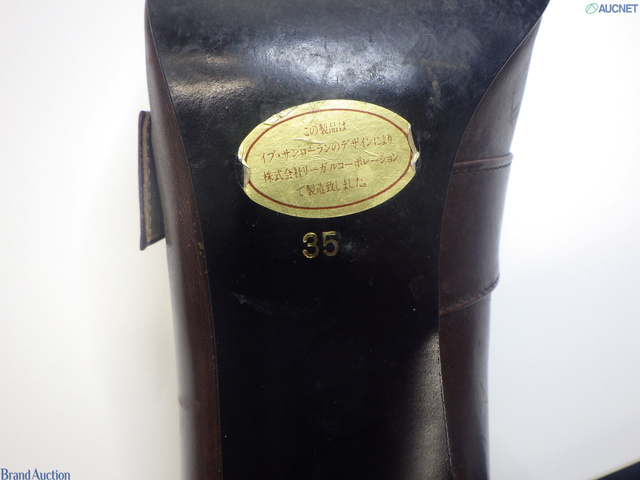 AUCNET
この製品は
イブ・サンローランのデザインにより
株式会社リーガルコーポレーション
で製造致しました。
35
Brand Auction